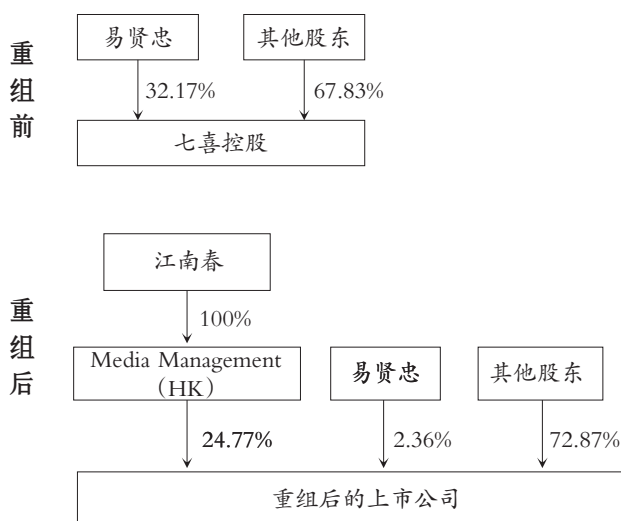 重组前
易贤忠
其他股东
32.17%
67.83%
七喜控股
重组后
江南春
100%
Media Management
（HK）
易贤忠
其他股东
24.77%
2.36%
72.87%
重组后的上市公司